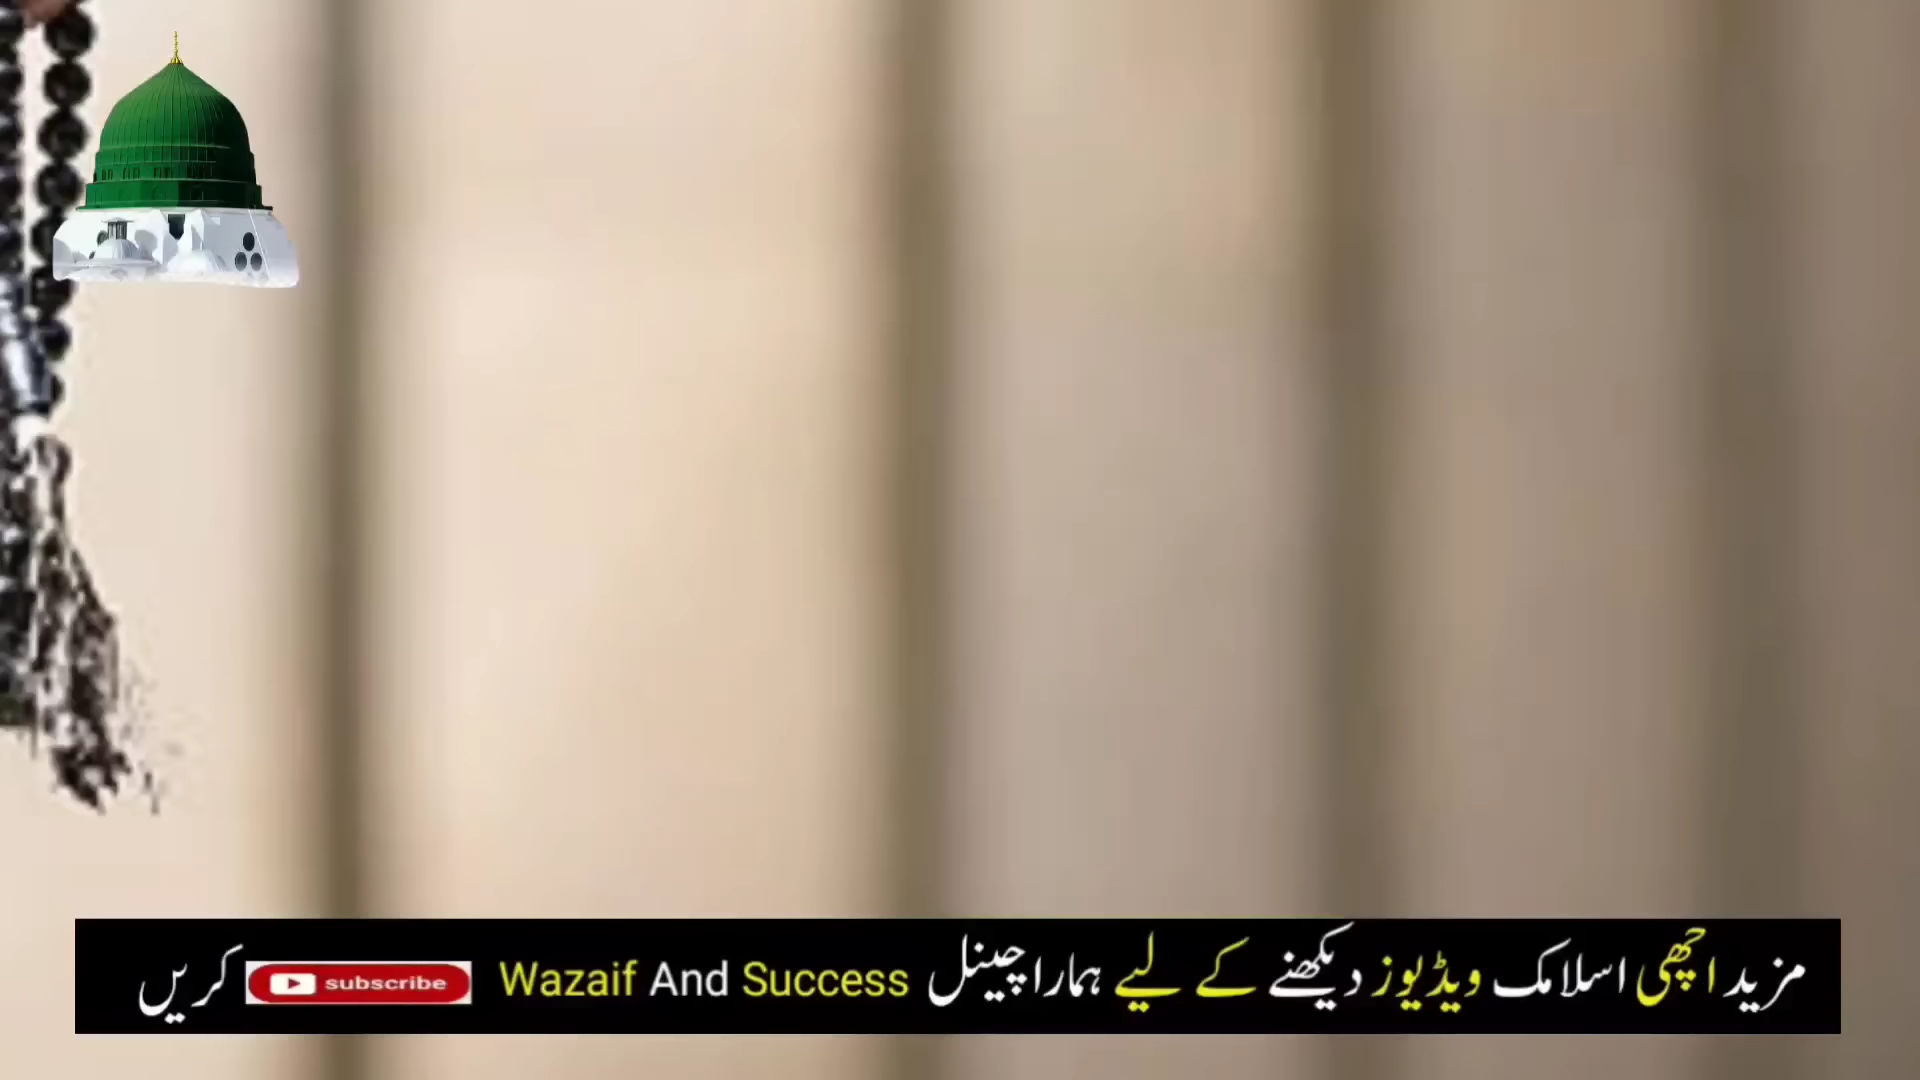 مزید اچھی اسلامک ویڈیوز دیکھنے کے لیے ہمارا چینل Wazaif And Success subscribe کریں